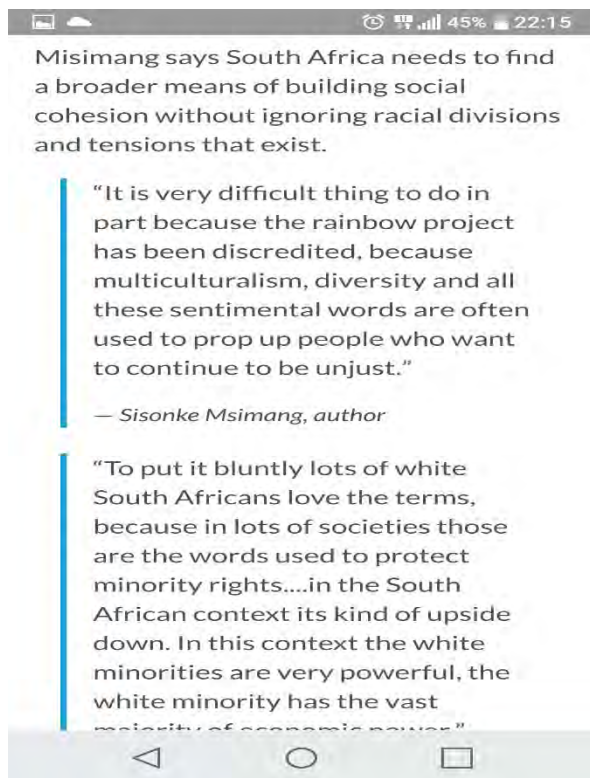 45% 22:15
Misimang says South Africa needs to find
a broader means of building social
cohesion without ignoring racial divisions
and tensions that exist.
“It is very difficult thing to do in
part because the rainbow project
has been discredited, because
multiculturalism, diversity and all
these sentimental words are often
used to prop up people who want
to continue to be unjust.”
— Sisonke Msimang, author
“To put it bluntly lots of white
South Africans love the terms,
because in lots of societies those
are the words used to protect
minority rights....in the South
African context its kind of upside
down. In this context the white
minorities are very powerful, the
white minority has the vast
majority of economic power.”